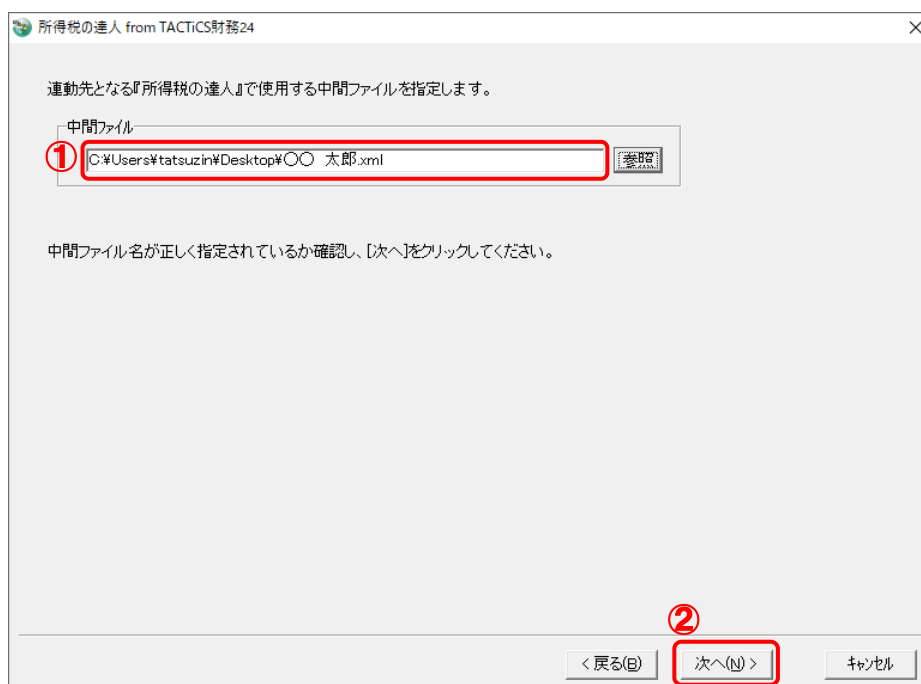 所得税の達人 from TACTiCS財務24
連動先となる『所得税の達人』で使用する中間ファイルを指定します。
中間ファイル
①
C:¥Users¥tatsuzin¥Desktop¥〇〇　太郎.xml
参照
中間ファイル名が正しく指定されているか確認し、[次へ]をクリックしてください。
②
< 戻る(B)
次へ(N) >
キャンセル